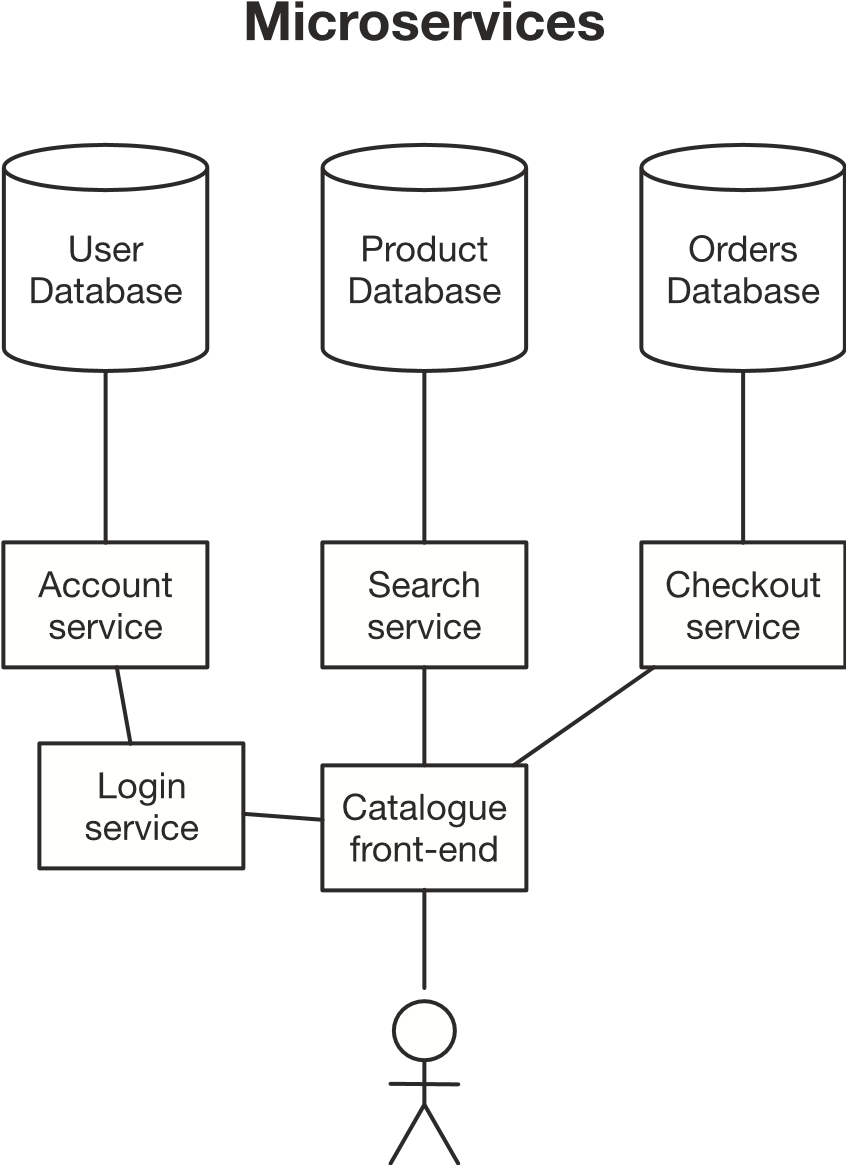 Microservices
User
Database
Product
Database
Orders
Database
Account
service
Search
service
Checkout
service
Login
service
Catalogue
front-end